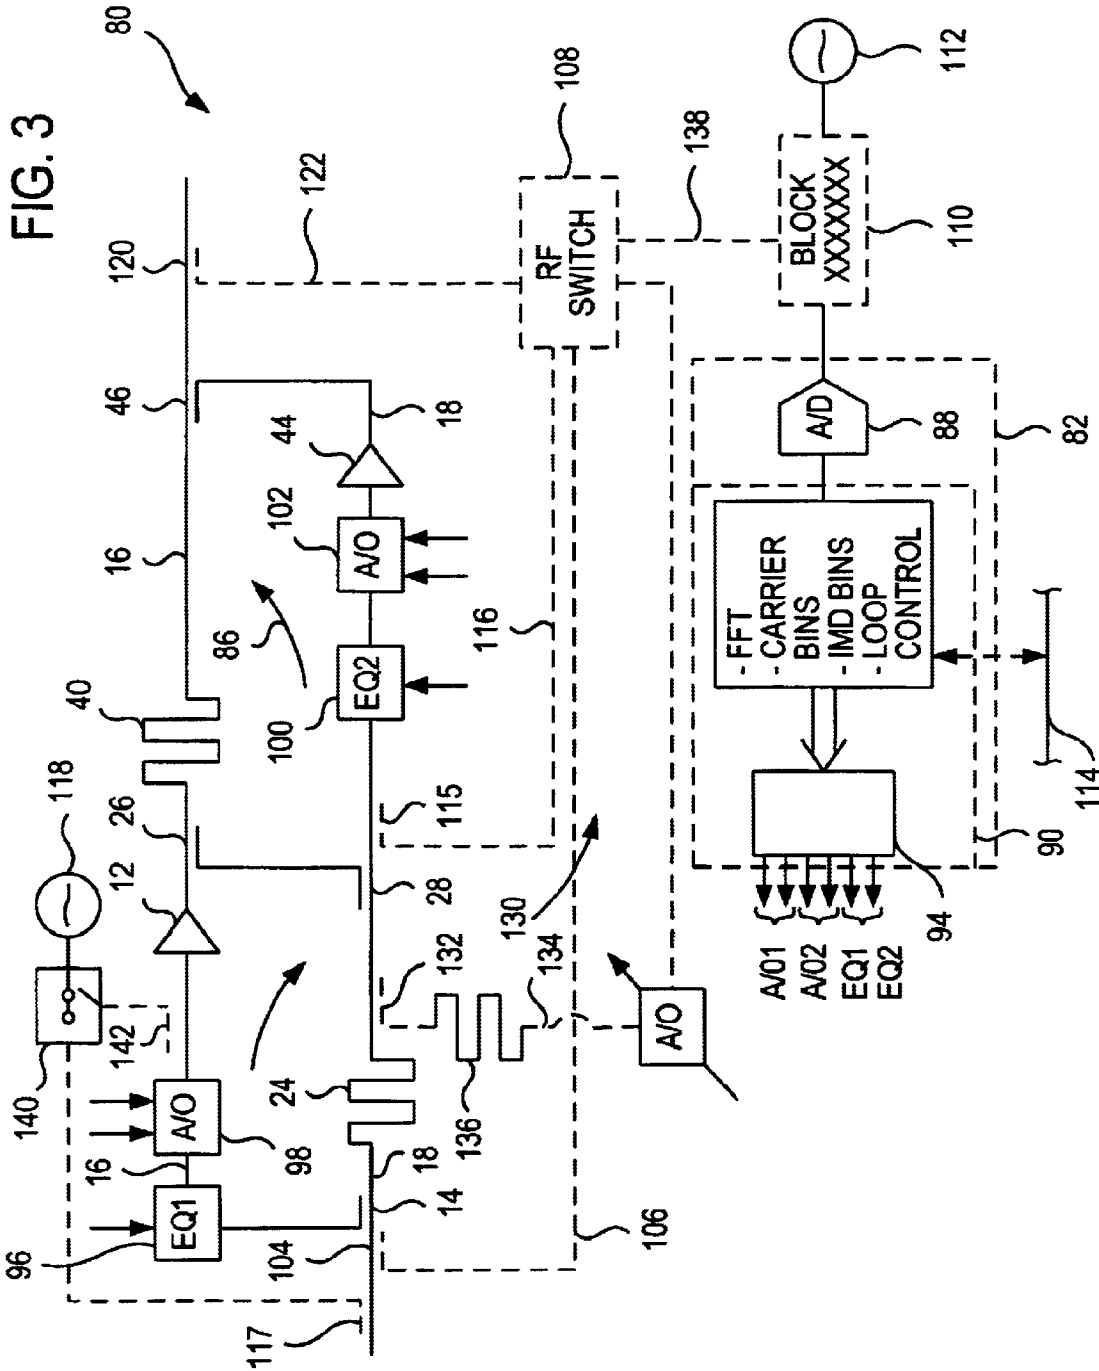 FIG. 3
80
118
40
26
12
16
46
120
140
142
A/O
98
16
EQ1
96
86
EQ2
100
A/O
102
44
18
122
24
18
14
104
117
132
28
115
116
RF
SWITCH
108
130
134
136
A/O
106
138
BLOCK
XXXXXXX
110
112
A/D
88
82
- FFT
- CARRIER
BINS
- IMD BINS
- LOOP
CONTROL
A/01
A/02
EQ1
EQ2
94
90
114